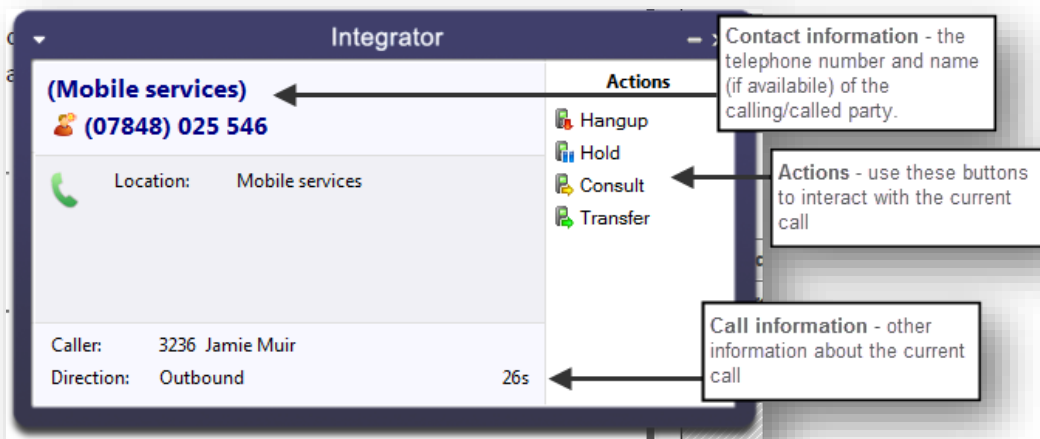 Integrator
(Mobile services)
(07848) 025 546
Location: Mobile services
Caller: 3236 Jamie Muir
Direction: Outbound 26s
Actions
Hangup
Hold
Consult
Transfer
Contact information - the
telephone number and name
(if availabile) of the
calling/called party.
Actions - use these buttons
to interact with the current
call
Call information - other
information about the current
call